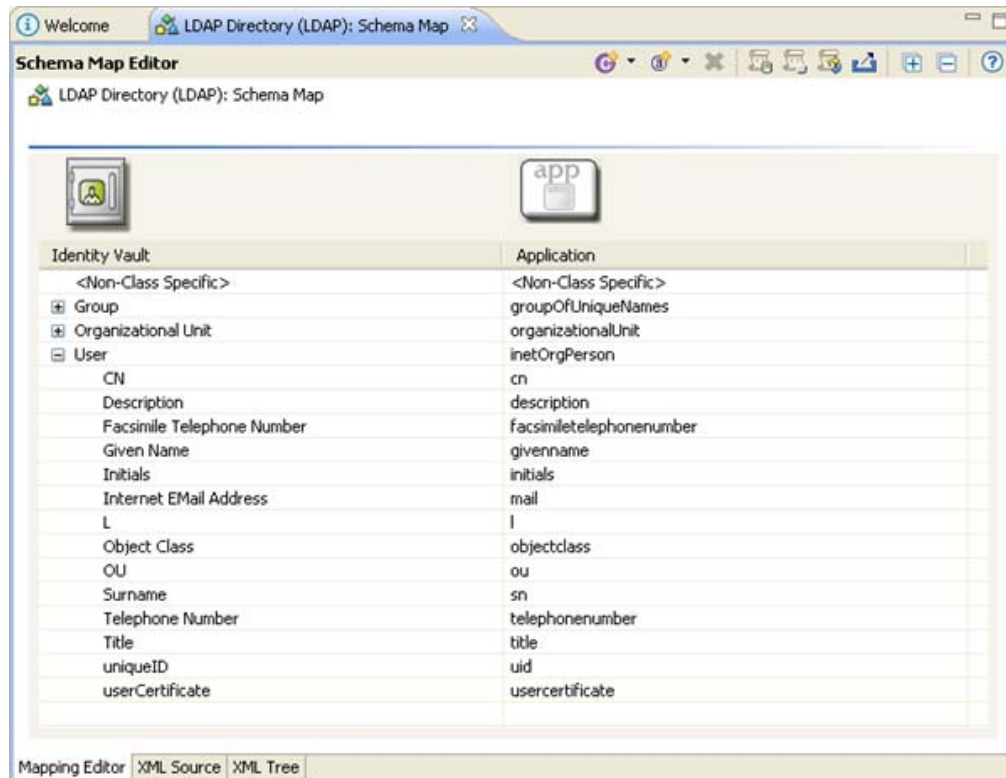 Welcome LDAP Directory (LDAP): Schema Map
Schema Map Editor
LDAP Directory (LDAP): Schema Map
app
Identity Vault Application
<Non-Class Specific> <Non-Class Specific>
Group groupOfUniqueNames
Organizational Unit organizationalUnit
User inetOrgPerson
CN cn
Description description
Facsimile Telephone Number facsimiletelephonenumber
Given Name givenname
Initials initials
Internet EMail Address mail
L l
Object Class objectclass
OU ou
Surname sn
Telephone Number telephonenumber
Title title
uniqueID uid
userCertificate usercertificate
Mapping Editor XML Source XML Tree